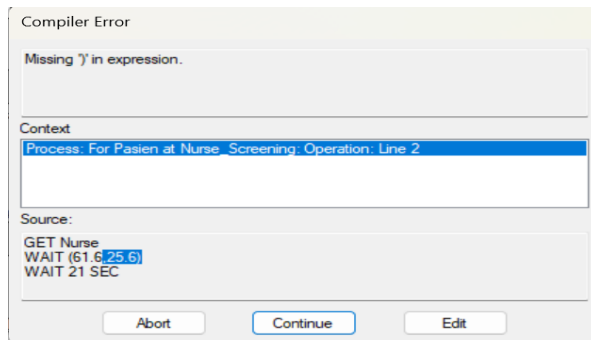 Compiler Error
Missing ')' in expression.
Context
Process: For Pasien at Nurse_Screening: Operation: Line 2
Source:
GET Nurse
WAIT (61.6,25.6)
WAIT 21 SEC
Abort Continue Edit